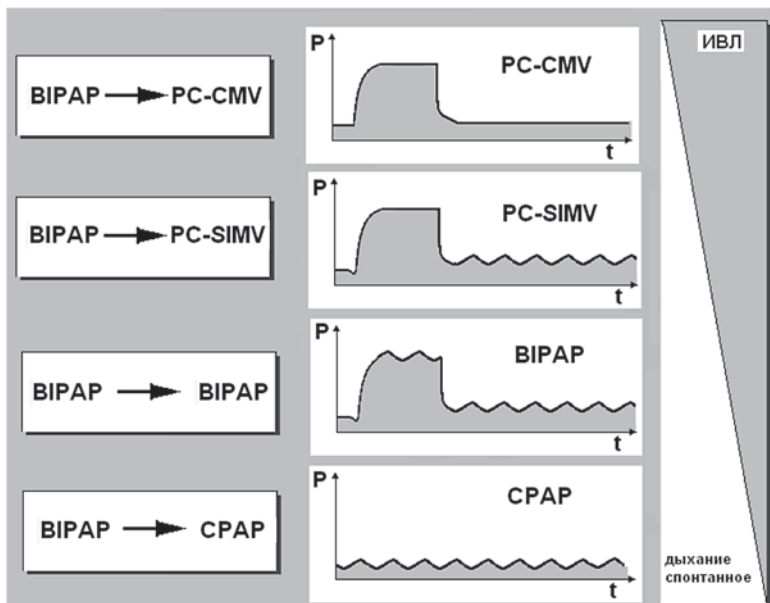 BIPAP PC-CMV
P
PC-CMV
t
ИВЛ
BIPAP PC-SIMV
P
PC-SIMV
t
BIPAP BIPAP
P
BIPAP
t
BIPAP CPAP
P
CPAP
t
дыхание
спонтанное